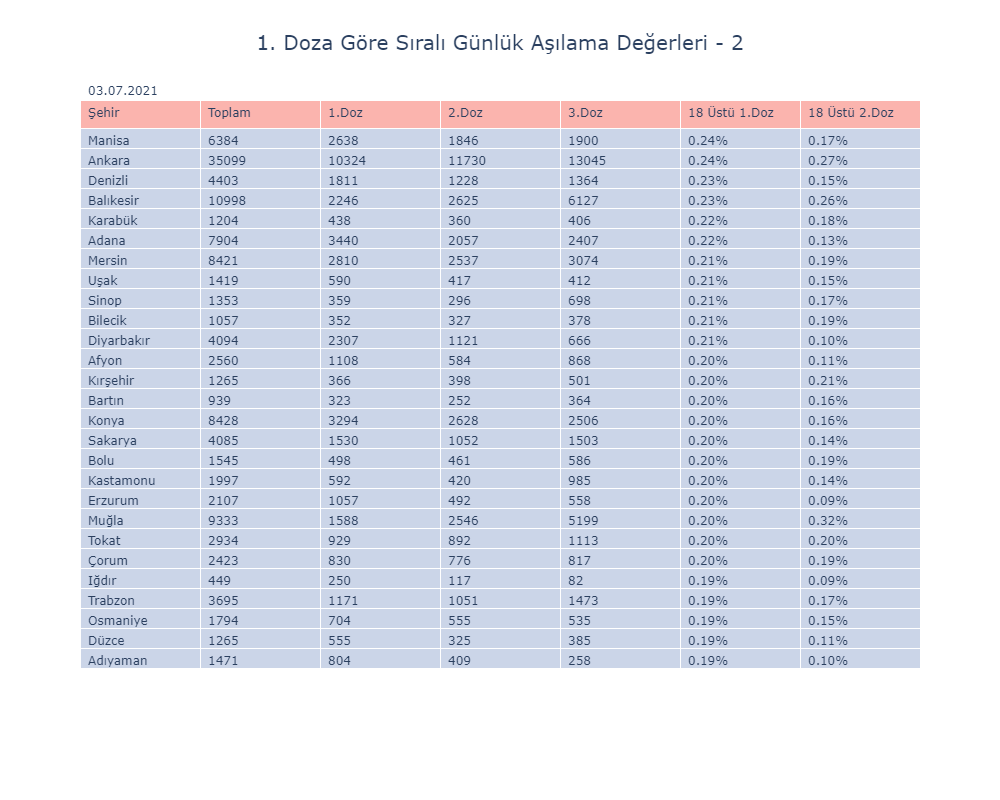 1. Doza Göre Sıralı Günlük Aşılama Değerleri - 2
03.07.2021
Şehir Toplam 1.Doz 2.Doz 3.Doz 18 Üstü 1.Doz 18 Üstü 2.Doz
Manisa 6384 2638 1846 1900 0.24% 0.17%
Ankara 35099 10324 11730 13045 0.24% 0.27%
Denizli 4403 1811 1228 1364 0.23% 0.15%
Balıkesir 10998 2246 2625 6127 0.23% 0.26%
Karabük 1204 438 360 406 0.22% 0.18%
Adana 7904 3440 2057 2407 0.22% 0.13%
Mersin 8421 2810 2537 3074 0.21% 0.19%
Uşak 1419 590 417 412 0.21% 0.15%
Sinop 1353 359 296 698 0.21% 0.17%
Bilecik 1057 352 327 378 0.21% 0.19%
Diyarbakır 4094 2307 1121 666 0.21% 0.10%
Afyon 2560 1108 584 868 0.20% 0.11%
Kırşehir 1265 366 398 501 0.20% 0.21%
Bartın 939 323 252 364 0.20% 0.16%
Konya 8428 3294 2628 2506 0.20% 0.16%
Sakarya 4085 1530 1052 1503 0.20% 0.14%
Bolu 1545 498 461 586 0.20% 0.19%
Kastamonu 1997 592 420 985 0.20% 0.14%
Erzurum 2107 1057 492 558 0.20% 0.09%
Muğla 9333 1588 2546 5199 0.20% 0.32%
Tokat 2934 929 892 1113 0.20% 0.20%
Çorum 2423 830 776 817 0.20% 0.19%
Iğdır 449 250 117 82 0.19% 0.09%
Trabzon 3695 1171 1051 1473 0.19% 0.17%
Osmaniye 1794 704 555 535 0.19% 0.15%
Düzce 1265 555 325 385 0.19% 0.11%
Adıyaman 1471 804 409 258 0.19% 0.10%